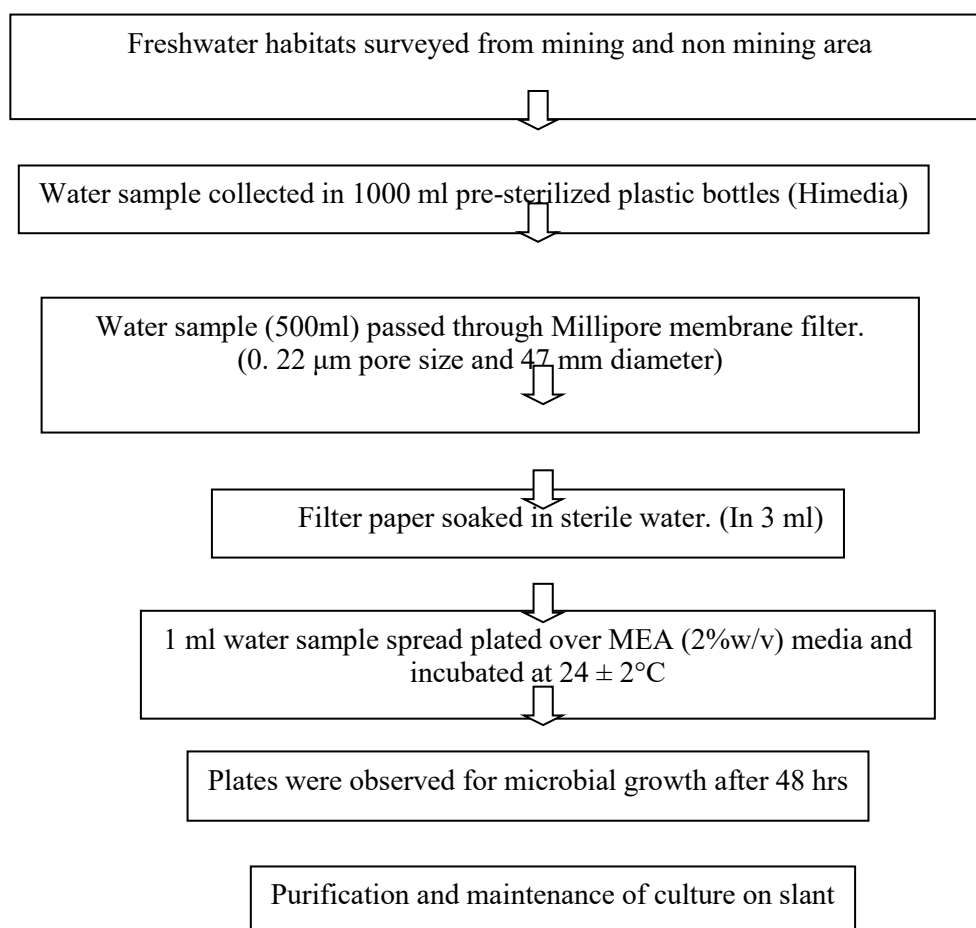 Freshwater habitats surveyed from mining and non mining area
Water sample collected in 1000 ml pre-sterilized plastic bottles (Himedia)
Water sample (500ml) passed through Millipore membrane filter.
(0. 22 μm pore size and 47 mm diameter)
Filter paper soaked in sterile water. (In 3 ml)
1 ml water sample spread plated over MEA (2%w/v) media and
incubated at 24 ± 2°C
Plates were observed for microbial growth after 48 hrs
Purification and maintenance of culture on slant